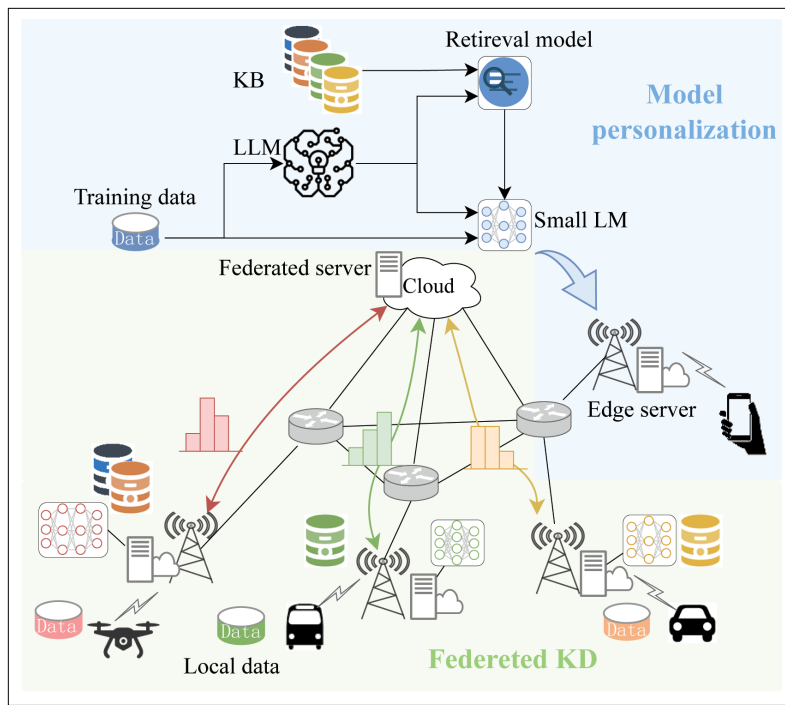 Retireval model
KB
Model
personalization
LLM
Training data
Data
Small LM
Federated server
Cloud
Edge server
Data
Data
Data
Local data
Federeted KD